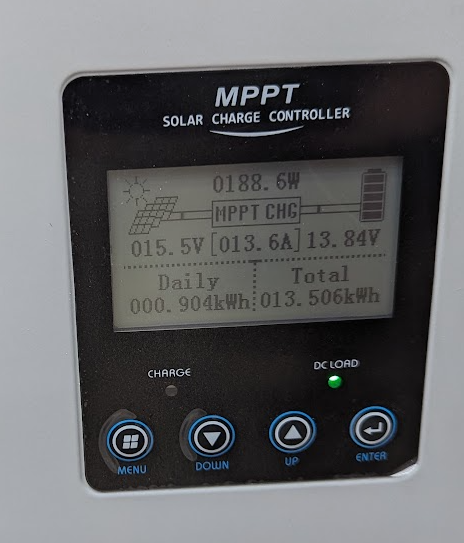 MPPT
SOLAR CHARGE CONTROLLER
0188.6W
MPPT CHG
015.5V [013.6A] 13.84V
Daily Total
000.904kWh 013.506kWh
CHARGE DC LOAD
MENU DOWN UP ENTER